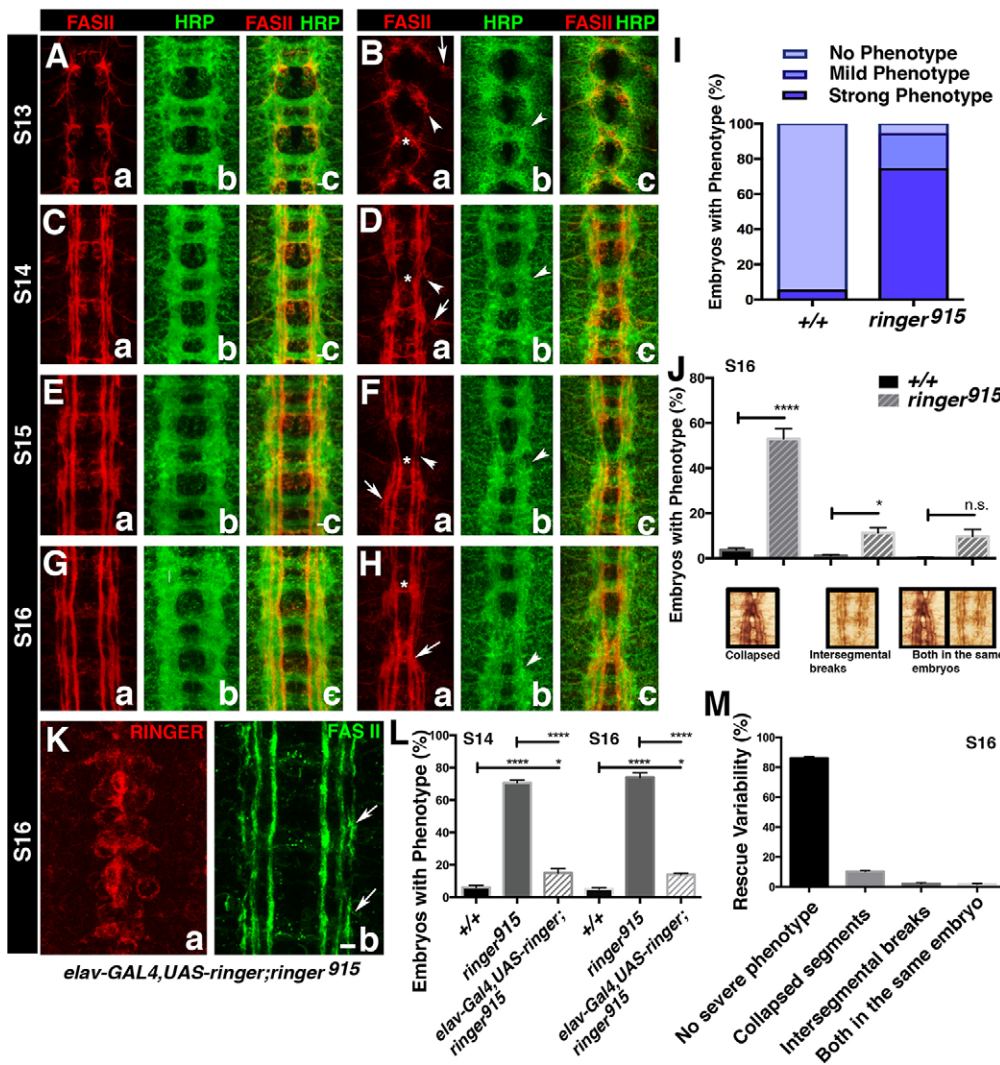 FASII HRP FASII HRP FASII HRP FASII HRP
S13
A a b c B a b c
S14
C a b c D a b c
S15
E a b c F a b c
S16
G a b c H a b c
* * * *
I
No Phenotype
Mild Phenotype
Strong Phenotype
Embryos with Phenotype (%)
100
80
60
40
20
0
+/+ ringer915
J
S16
+/+
ringer915
Embryos with Phenotype (%)
80
60
40
20
0
**** * n.s.
Collapsed
Intersegmental
breaks
Both in the same
embryos
S16
K RINGER FAS II
a b
elav-GAL4,UAS-ringer;ringer 915
L
S14 S16
Embryos with Phenotype (%)
100
80
60
40
20
0
**** ****
**** * **** *
+/+
ringer915
elav-Gal4,UAS-ringer;
ringer915
+/+
ringer915
elav-Gal4,UAS-ringer;
ringer915
M
S16
Rescue Variability (%)
100
80
60
40
20
0
No severe phenotype
Collapsed segments
Intersegmental breaks
Both in the same embryo